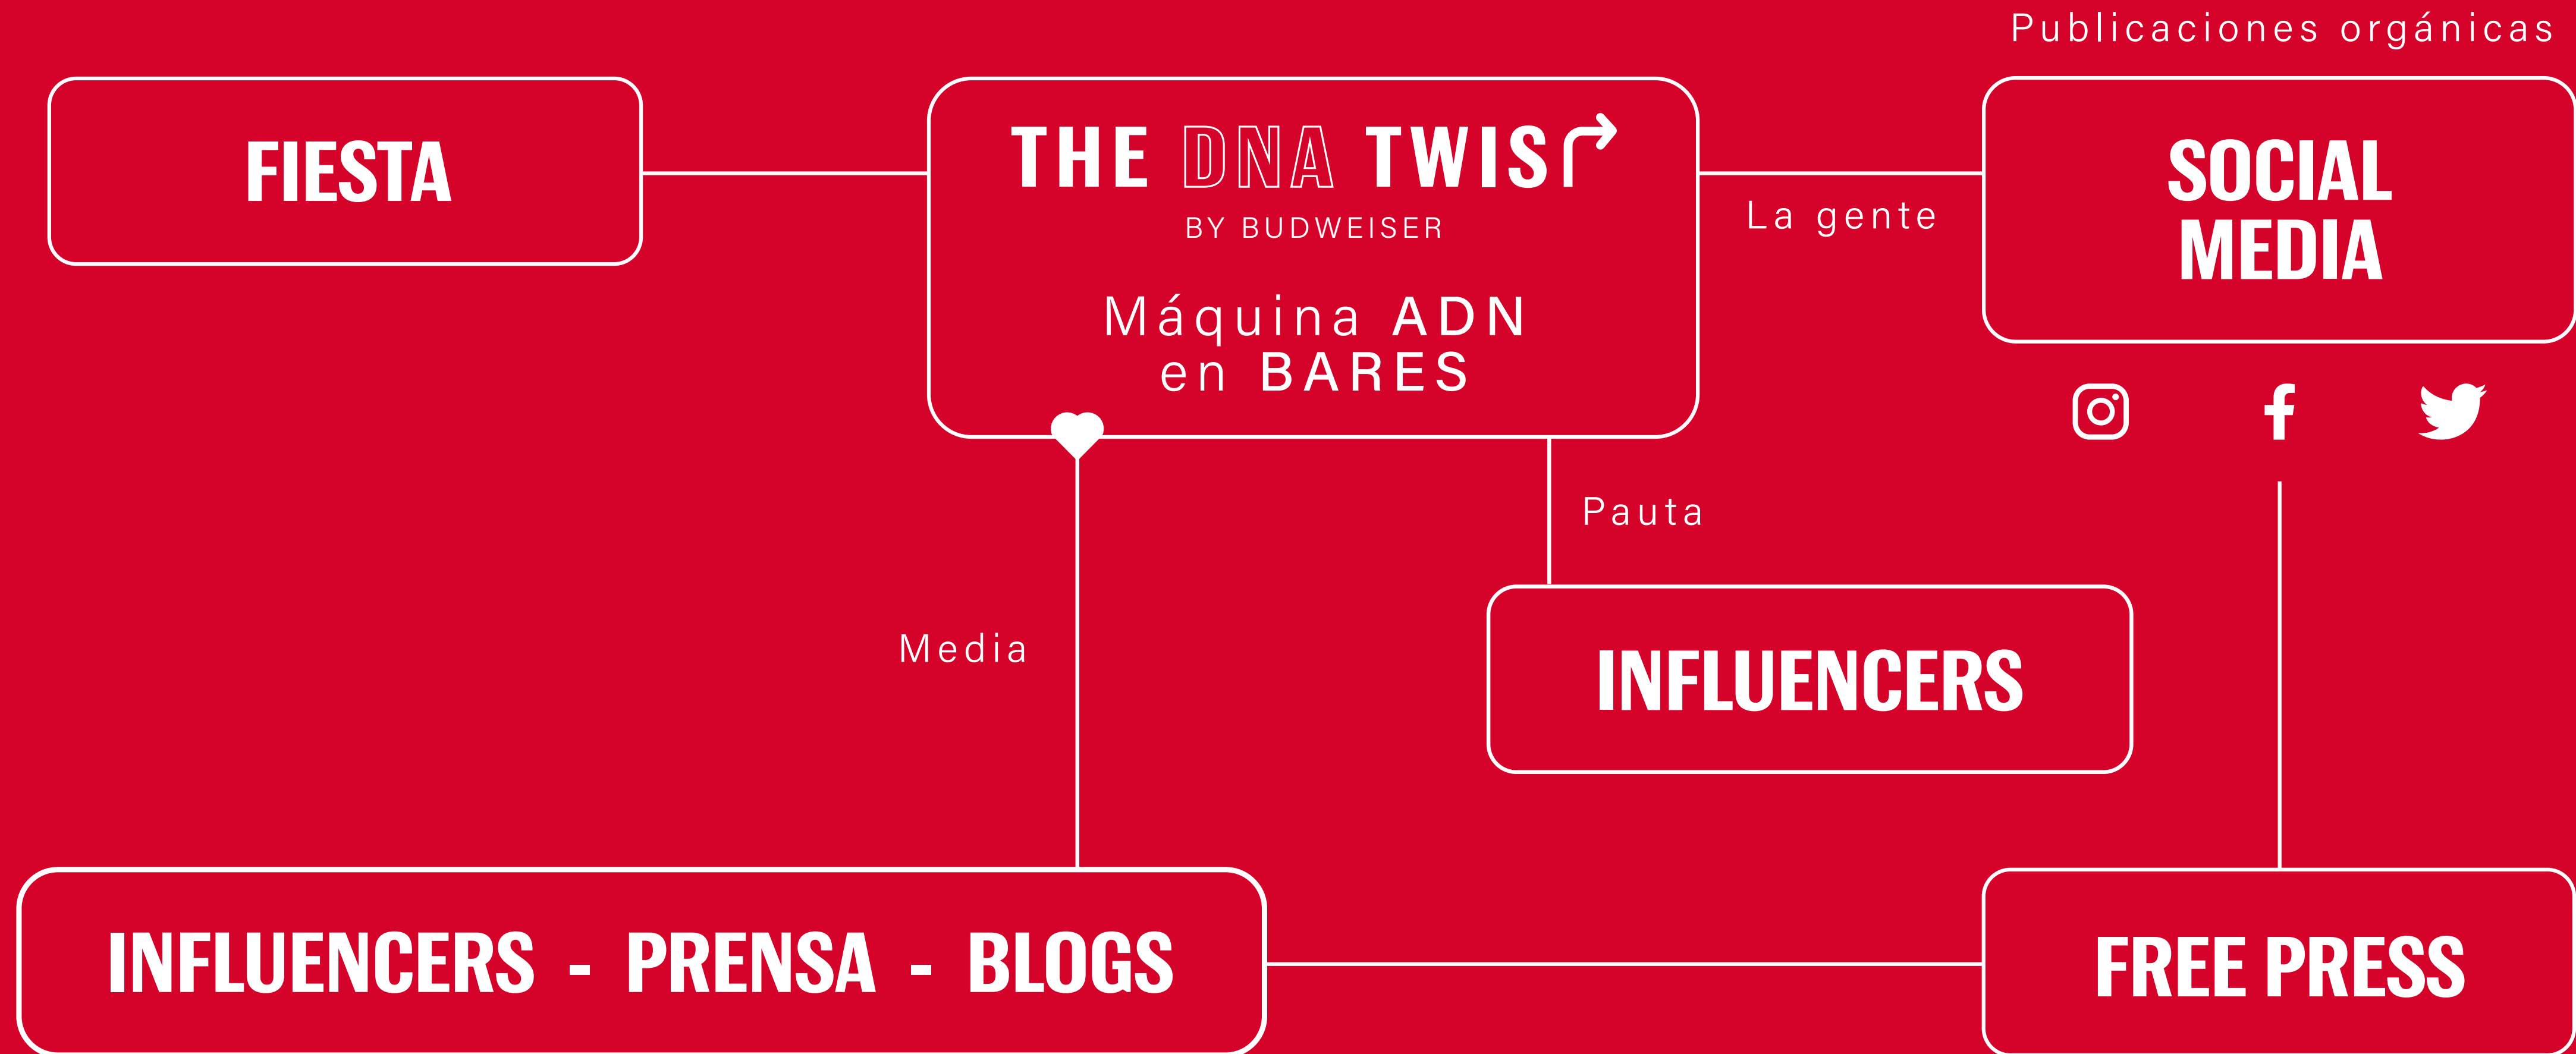 Publicaciones orgánicas
FIESTA
THE DNA TWIST
BY BUDWEISER
Máquina ADN
en BARES
La gente
SOCIAL
MEDIA
Pauta
Media
INFLUENCERS
INFLUENCERS - PRENSA - BLOGS
FREE PRESS